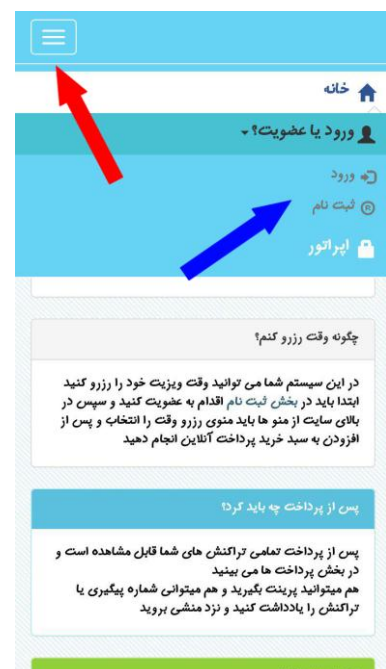 خانه
ورود یا عضویت؟
ورود
ثبت نام
اپراتور
چگونه وقت رزرو کنم؟
در این سیستم شما می توانید وقت ویزیت خود را رزرو کنید
ابتدا باید در بخش ثبت نام اقدام به عضویت کنید و سپس در
بالای سایت از منو ها باید منوی رزرو وقت را انتخاب و پس از
افزودن به سبد خرید پرداخت آنلاین انجام دهید
پس از پرداخت چه باید کرد؟
پس از پرداخت تمامی تراکنش های شما قابل مشاهده است و
در بخش پرداخت ها می بینید
هم میتوانید پرینت بگیرید و هم میتوانی شماره پیگیری یا
تراکنش را یادداشت کنید و نزد منشی بروید